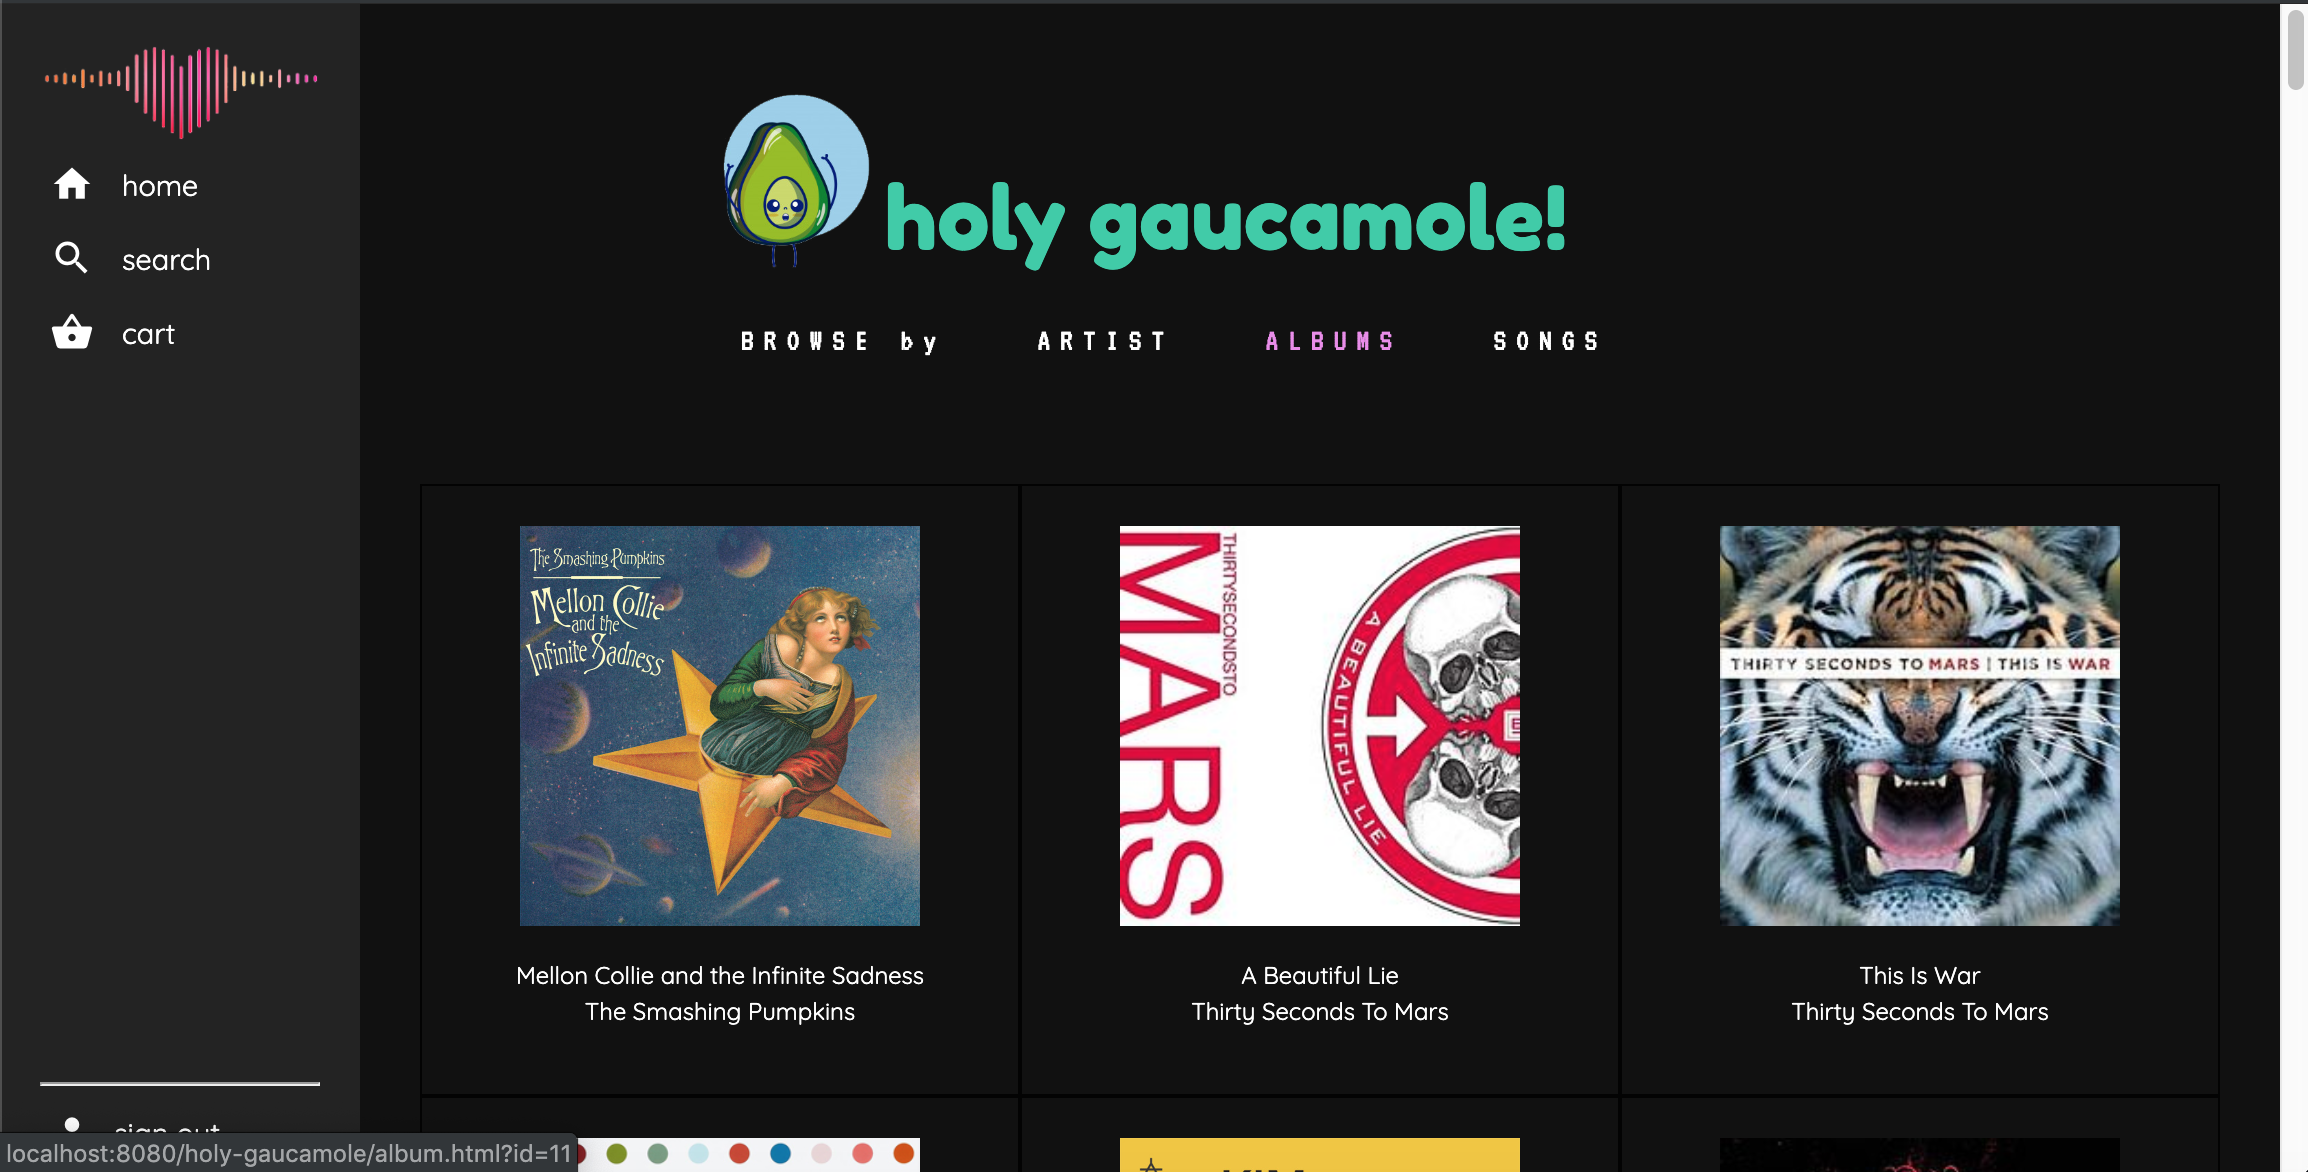 home
search
cart
sign out
holy gaucamole!
BROWSE by ARTIST ALBUMS SONGS
The Smashing Pumpkins
Mellon Collie
and the
Infinite Sadness
THIRTYSECONDSTO
MARS
A BEAUTIFUL LIE
THIRTY SECONDS TO MARS | THIS IS WAR
Mellon Collie and the Infinite Sadness
The Smashing Pumpkins
A Beautiful Lie
Thirty Seconds To Mars
This Is War
Thirty Seconds To Mars
localhost:8080/holy-gaucamole/album.html?id=11